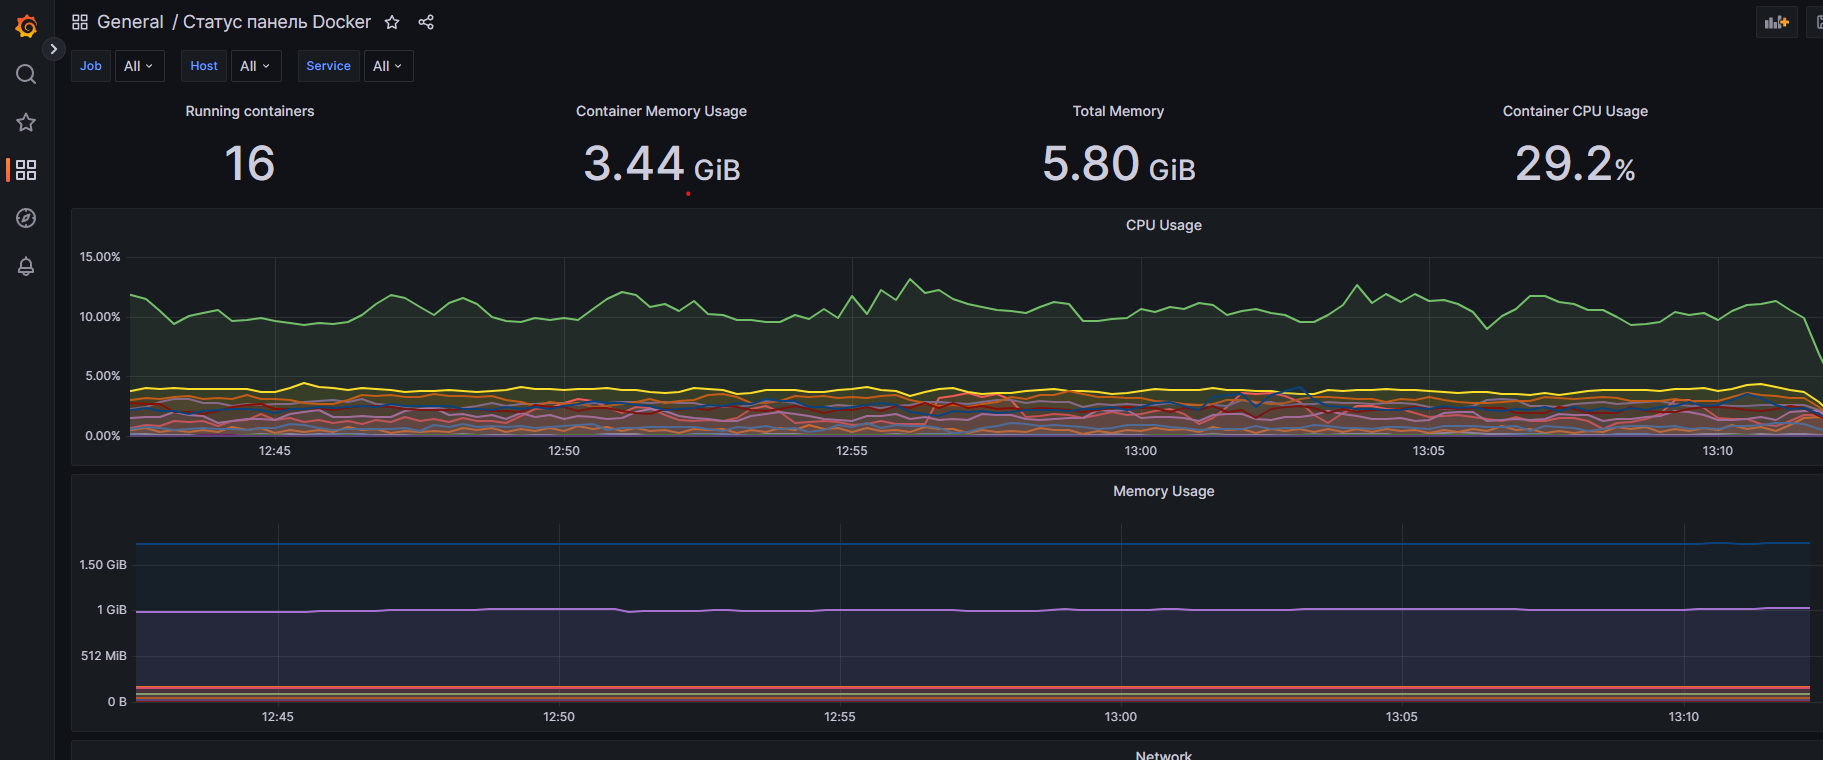 General / Статус панель Docker
Job All Host All Service All
Running containers
16
Container Memory Usage
3.44 GiB
Total Memory
5.80 GiB
Container CPU Usage
29.2%
CPU Usage
15.00%
10.00%
5.00%
0.00%
12:45 12:50 12:55 13:00 13:05 13:10
Memory Usage
1.50 GiB
1 GiB
512 MiB
0 B
12:45 12:50 12:55 13:00 13:05 13:10
Network